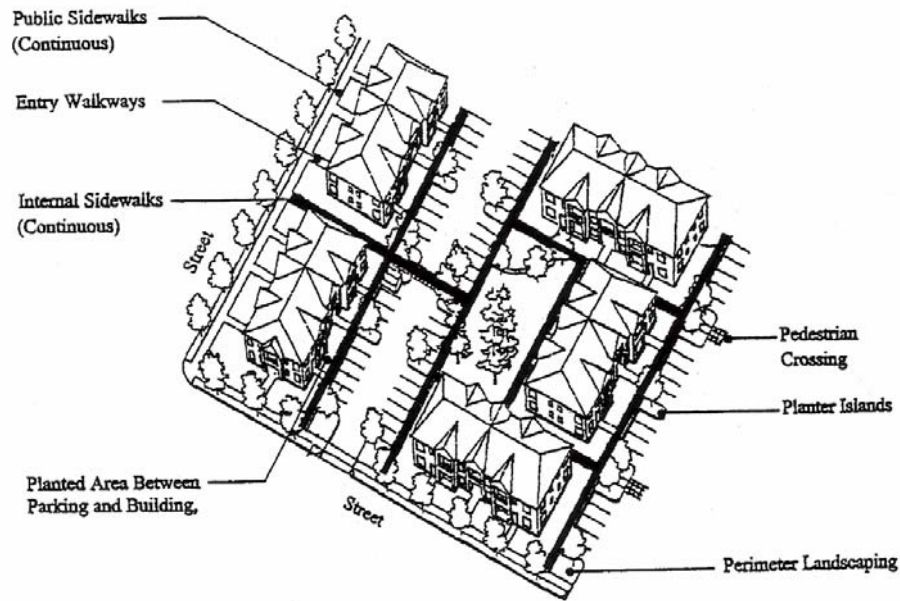 Public Sidewalks
(Continuous)
Entry Walkways
Internal Sidewalks
(Continuous)
Street
Pedestrian
Crossing
Planter Islands
Planted Area Between
Parking and Building,
Street
Perimeter Landscaping